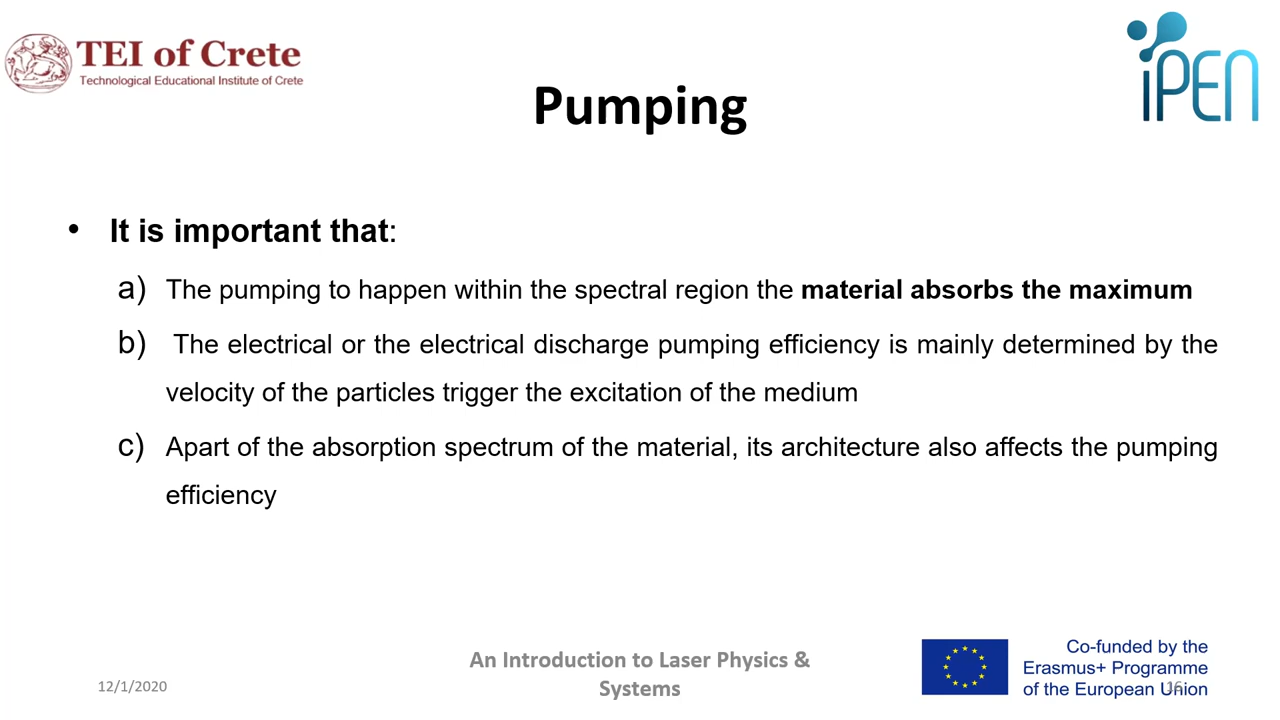 TEI of Crete
Technological Educational Institute of Crete
iPEN
Pumping
• It is important that:
a) The pumping to happen within the spectral region the material absorbs the maximum
b) The electrical or the electrical discharge pumping efficiency is mainly determined by the
velocity of the particles trigger the excitation of the medium
c) Apart of the absorption spectrum of the material, its architecture also affects the pumping
efficiency
12/1/2020
An Introduction to Laser Physics &
Systems
Co-funded by the
Erasmus+ Programme
of the European Union
16